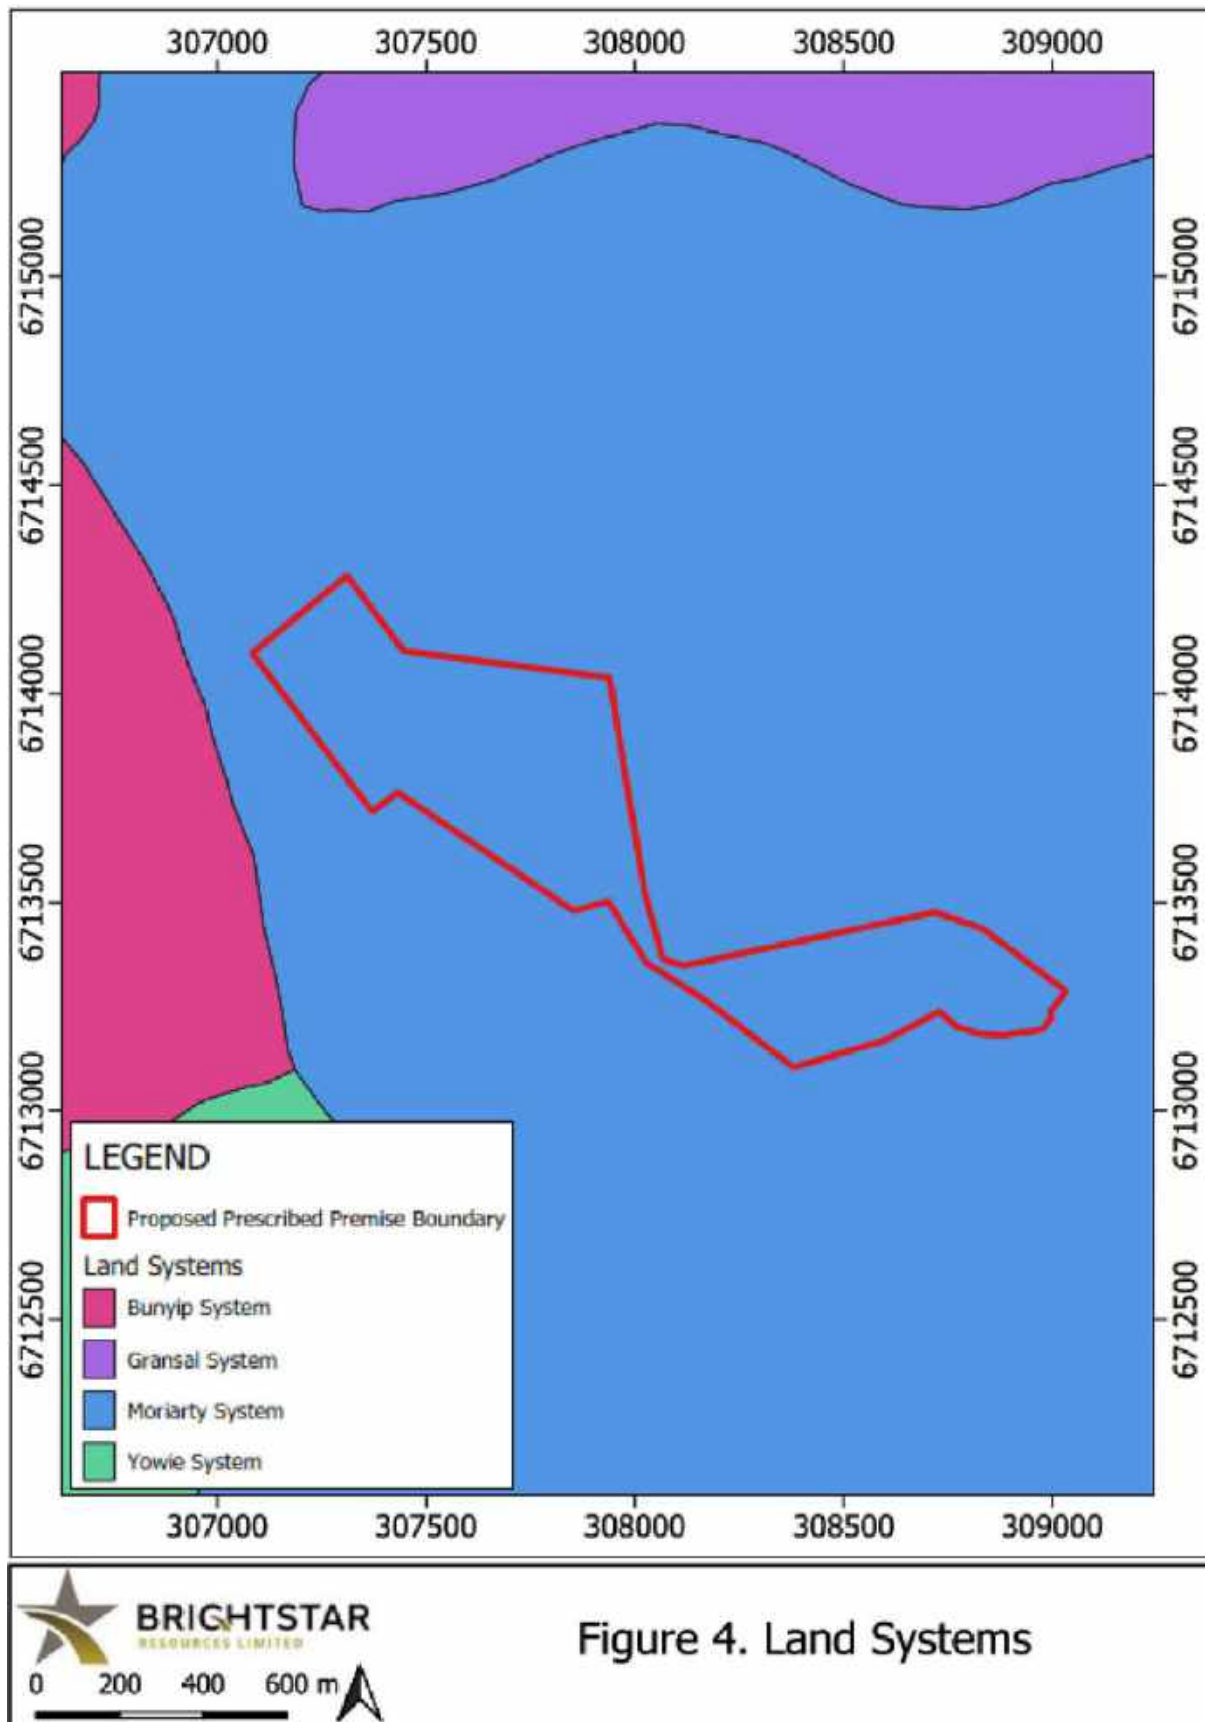 307000 307500 308000 308500 309000
6715000 6715000
6714500 6714500
6714000 6714000
6713500 6713500
6713000 6713000
6712500 6712500
LEGEND
Proposed Prescribed Premise Boundary
Land Systems
Bunyip System
Gransal System
Moriarty System
Yowie System
307000 307500 308000 308500 309000
BRIGHTSTAR
RESOURCES LIMITED
Figure 4. Land Systems
0 200 400 600 m